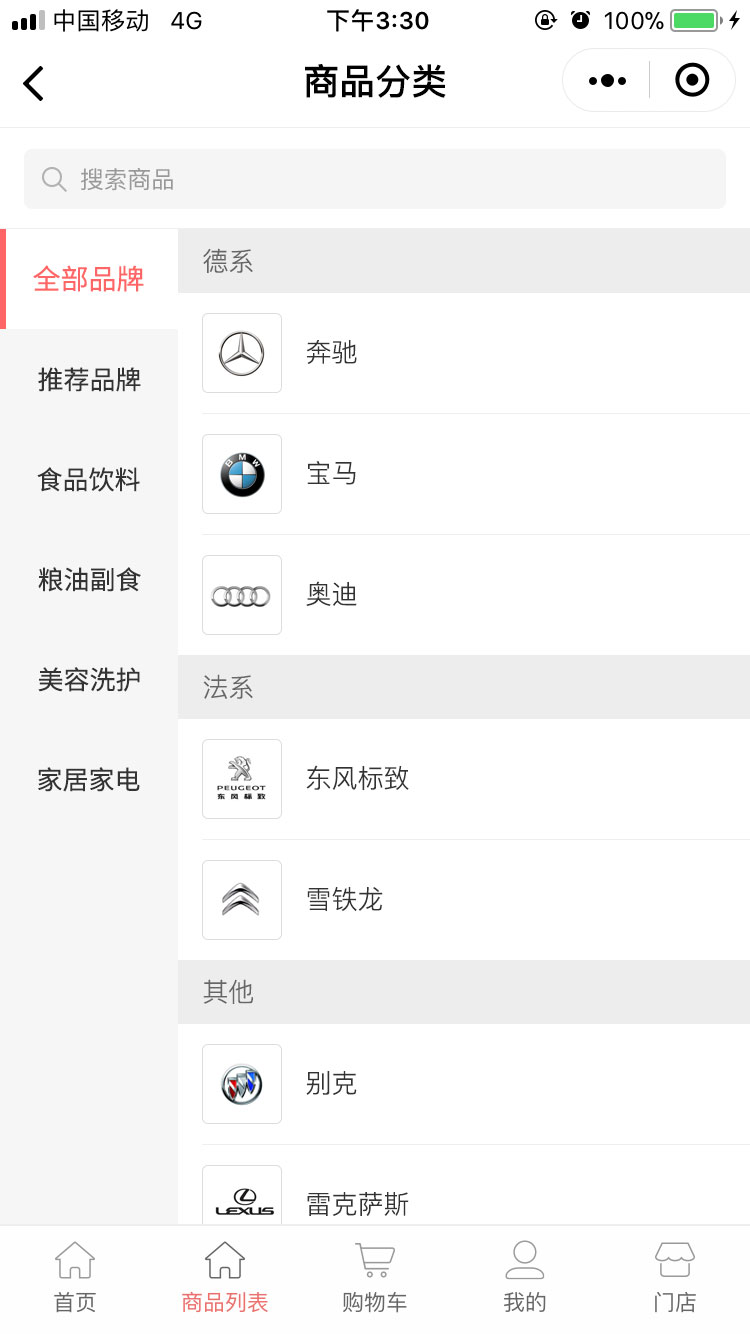 中国移动 4G 下午3:30 100%
商品分类
搜索商品
全部品牌
推荐品牌
食品饮料
粮油副食
美容洗护
家居家电
德系
奔驰
BMW
宝马
奥迪
法系
PEUGEOT
东风标致
东风标致
雪铁龙
其他
别克
LEXUS
雷克萨斯
首页 商品列表 购物车 我的 门店